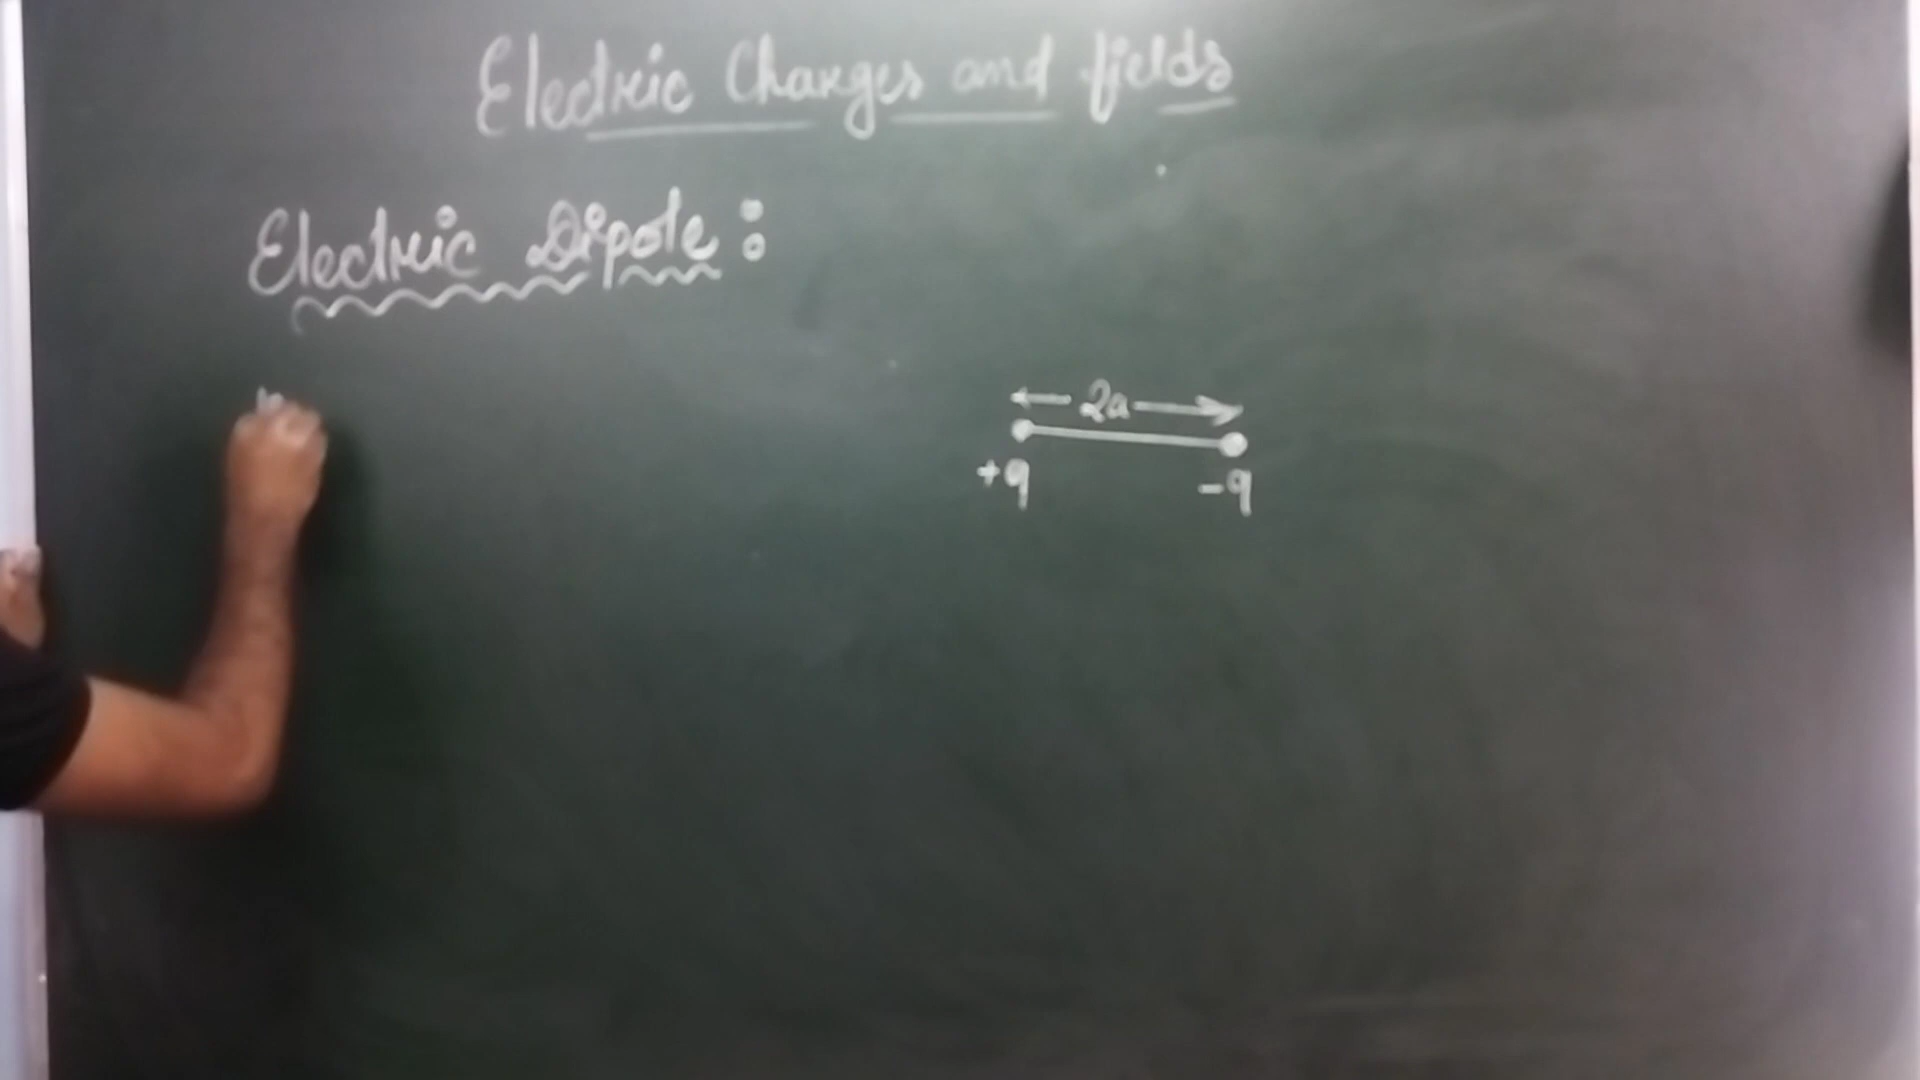 Electric Charges and fields
Electric Dipole :
2a
+q
-q